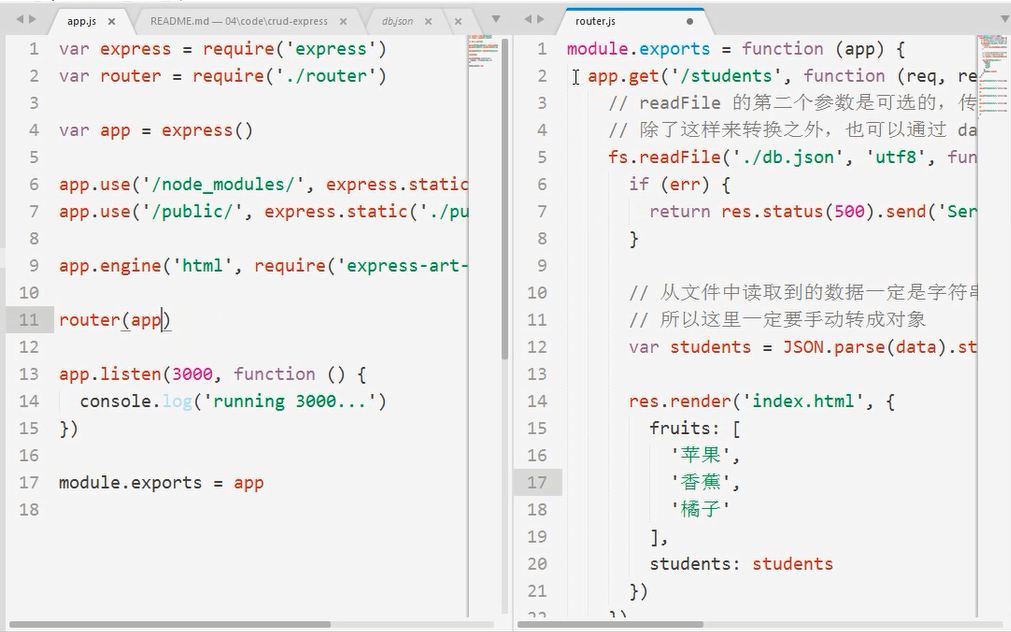 app.js
README.md — 04\code\crud-express
db.json
1 var express = require('express')
2 var router = require('./router')
3
4 var app = express()
5
6 app.use('/node_modules/', express.static
7 app.use('/public/', express.static('./pu
8
9 app.engine('html', require('express-art-
10
11 router(app)
12
13 app.listen(3000, function () {
14 console.log('running 3000...')
15 })
16
17 module.exports = app
18
router.js
1 module.exports = function (app) {
2 app.get('/students', function (req, re
3 // readFile 的第二个参数是可选的，传
4 // 除了这样来转换之外，也可以通过 da
5 fs.readFile('./db.json', 'utf8', fun
6 if (err) {
7 return res.status(500).send('Ser
8 }
9
10 // 从文件中读取到的数据一定是字符串
11 // 所以这里一定要手动转成对象
12 var students = JSON.parse(data).st
13
14 res.render('index.html', {
15 fruits: [
16 '苹果',
17 '香蕉',
18 '橘子'
19 ],
20 students: students
21 })
22 })